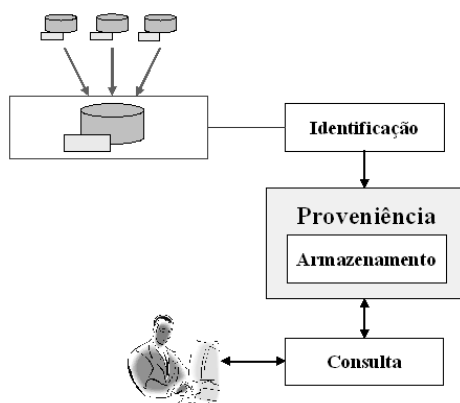 Identificação
Proveniência
Armazenamento
Consulta